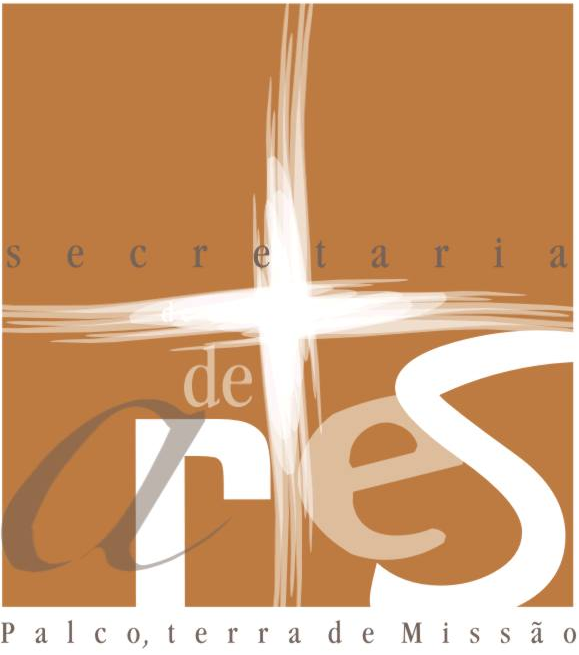 secretaria
de
artes
Palco, terra de Missão